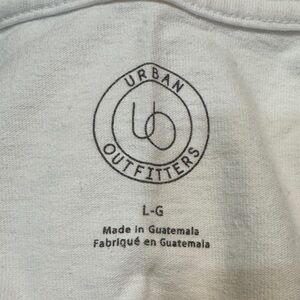 URBAN
UO
OUTFITTERS
L-G
Made in Guatemala
Fabriqué en Guatemala